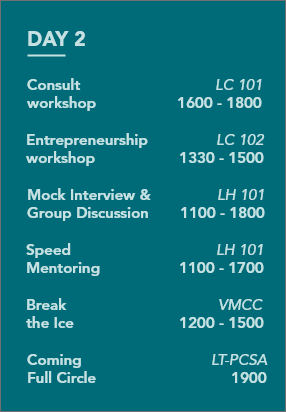 DAY 2
Consult LC 101
workshop 1600 - 1800
Entrepreneurship LC 102
workshop 1330 - 1500
Mock Interview & LH 101
Group Discussion 1100 - 1800
Speed LH 101
Mentoring 1100 - 1700
Break VMCC
the Ice 1200 - 1500
Coming LT-PCSA
Full Circle 1900